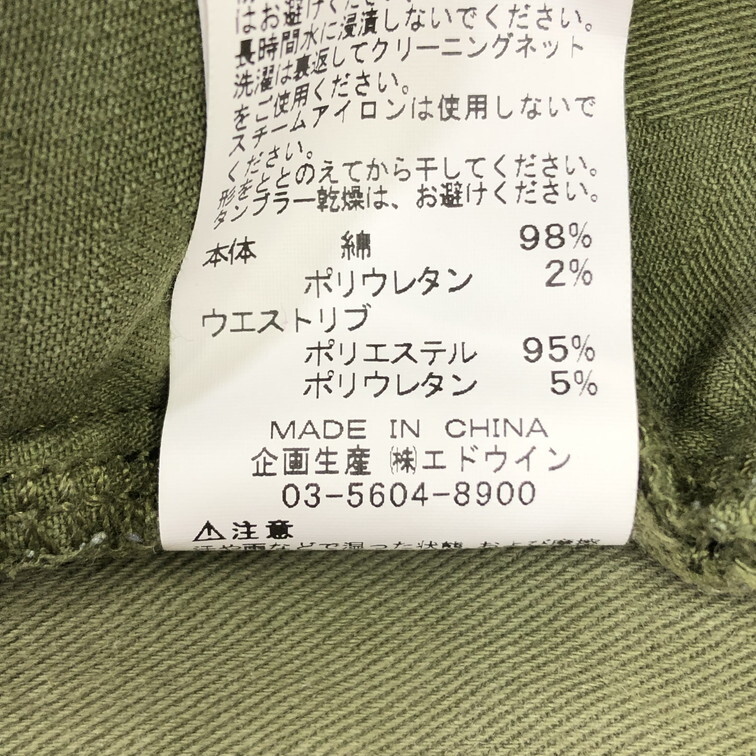 はお避けください。
長時間水に浸漬しないでください。
洗濯は裏返してクリーニングネット
をご使用ください。
スチームアイロンは使用しないで
ください。
形をととのえてから干してください。
タンブラー乾燥は、お避けください。
本体 綿 98%
ポリウレタン 2%
ウエストリブ
ポリエステル 95%
ポリウレタン 5%
MADE IN CHINA
企画生産 ㈱エドウイン
03-5604-8900
⚠注意